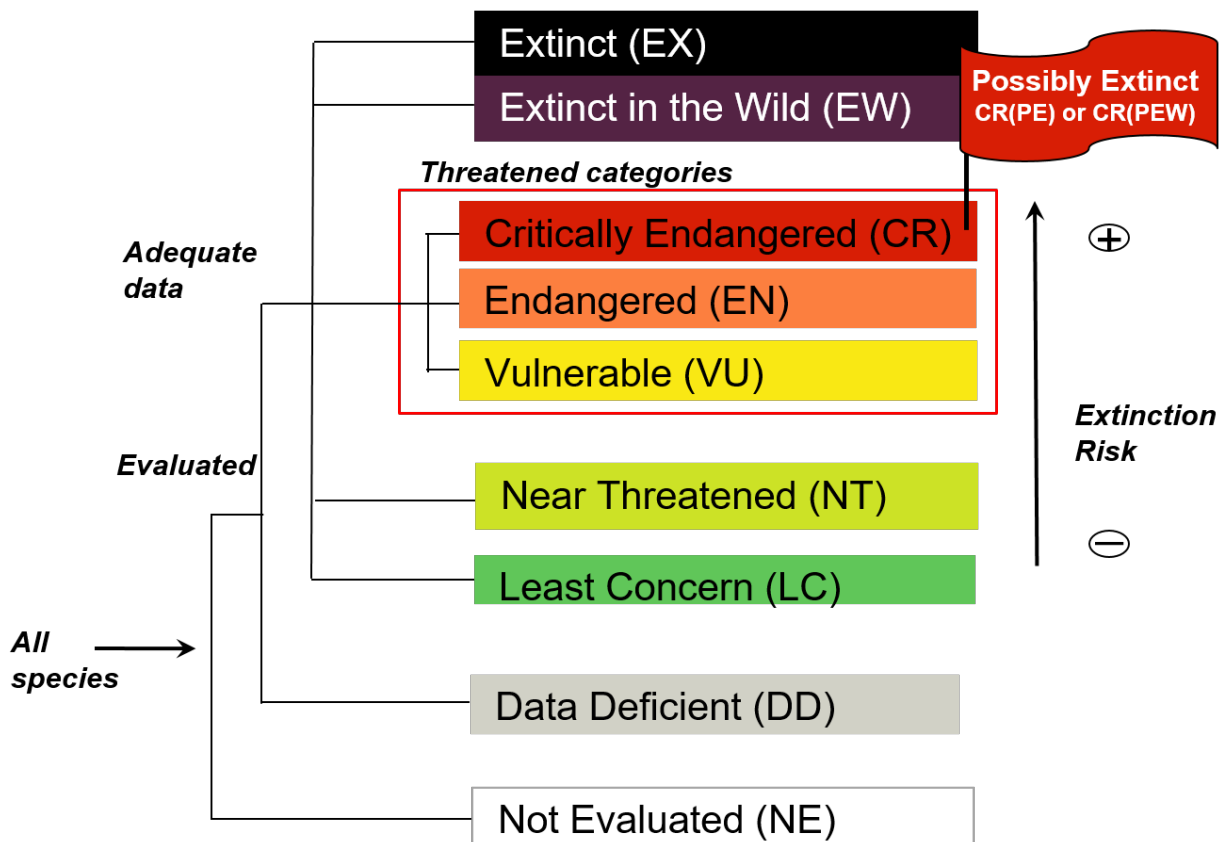 Extinct (EX)
Extinct in the Wild (EW)
Possibly Extinct
CR(PE) or CR(PEW)
Threatened categories
Critically Endangered (CR)
Adequate
data
Endangered (EN)
Vulnerable (VU)
Extinction
Risk
Evaluated
Near Threatened (NT)
Least Concern (LC)
All
species
Data Deficient (DD)
Not Evaluated (NE)